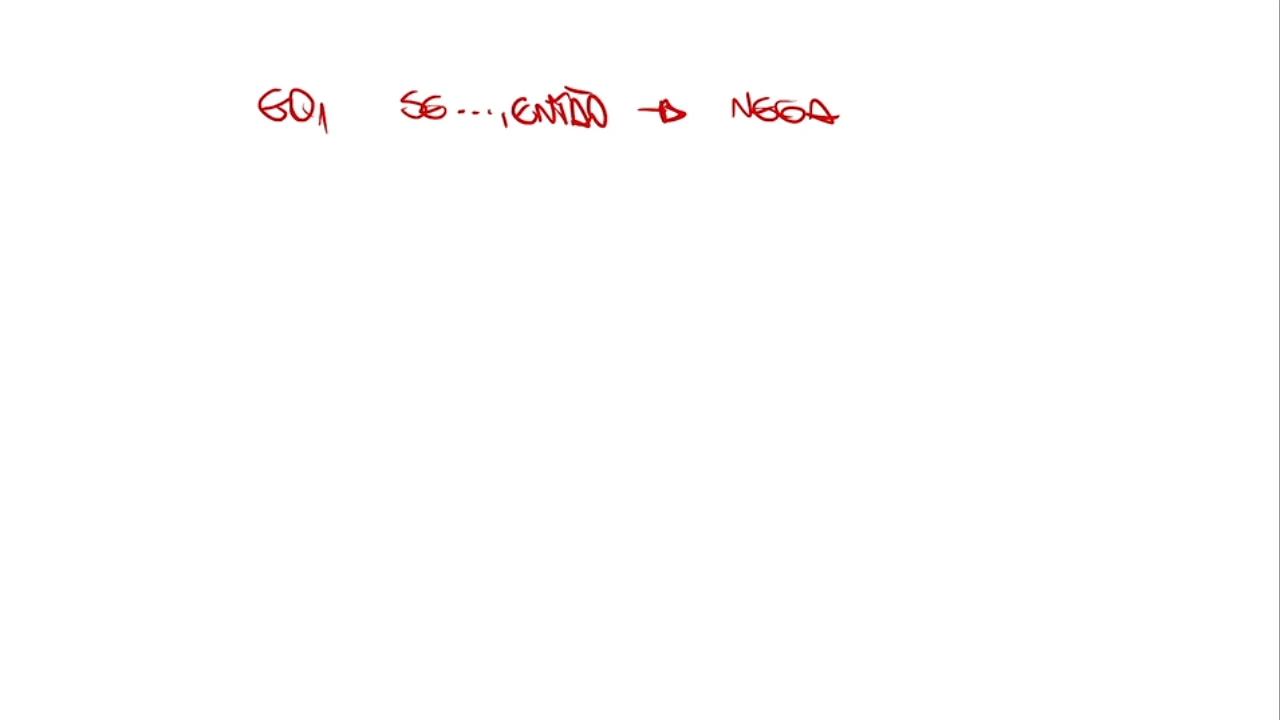 EQ1 SE ..., ENTÃO → NEGA